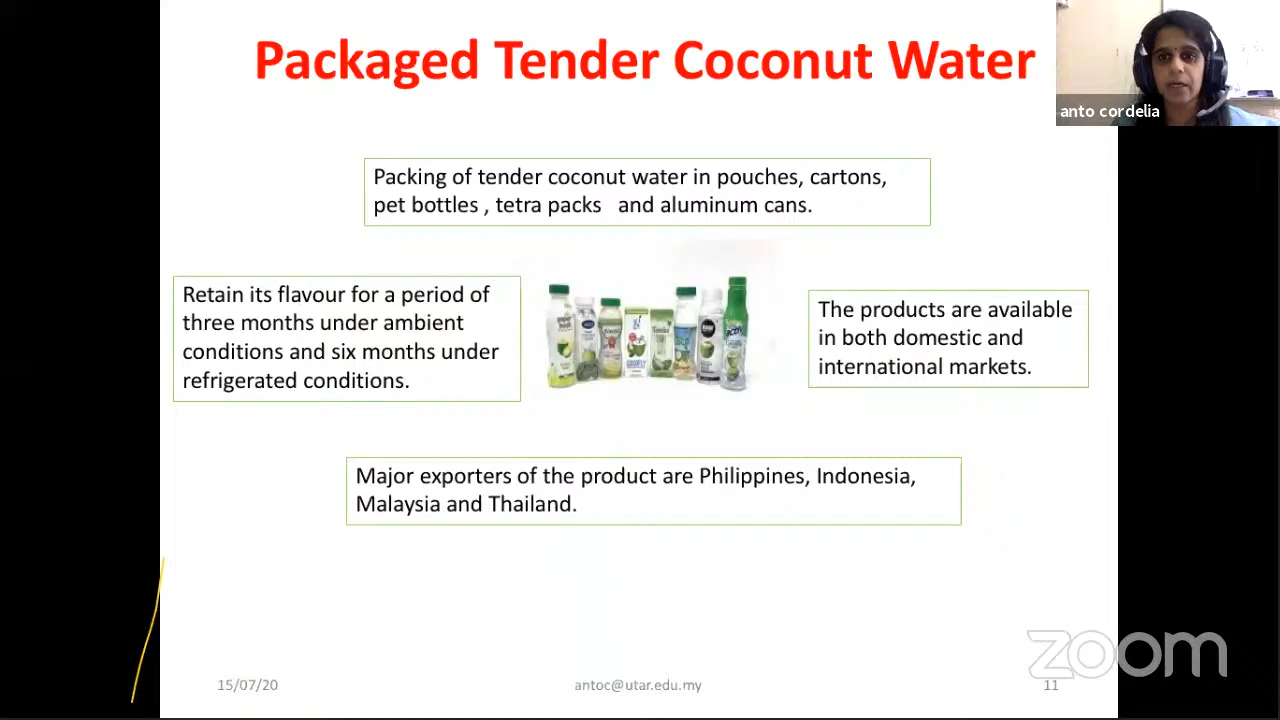 Packaged Tender Coconut Water
anto cordelia
Packing of tender coconut water in pouches, cartons,
pet bottles , tetra packs   and aluminum cans.
Retain its flavour for a period of
three months under ambient
conditions and six months under
refrigerated conditions.
The products are available
in both domestic and
international markets.
Major exporters of the product are Philippines, Indonesia,
Malaysia and Thailand.
15/07/20
antoc@utar.edu.my
11
zoom